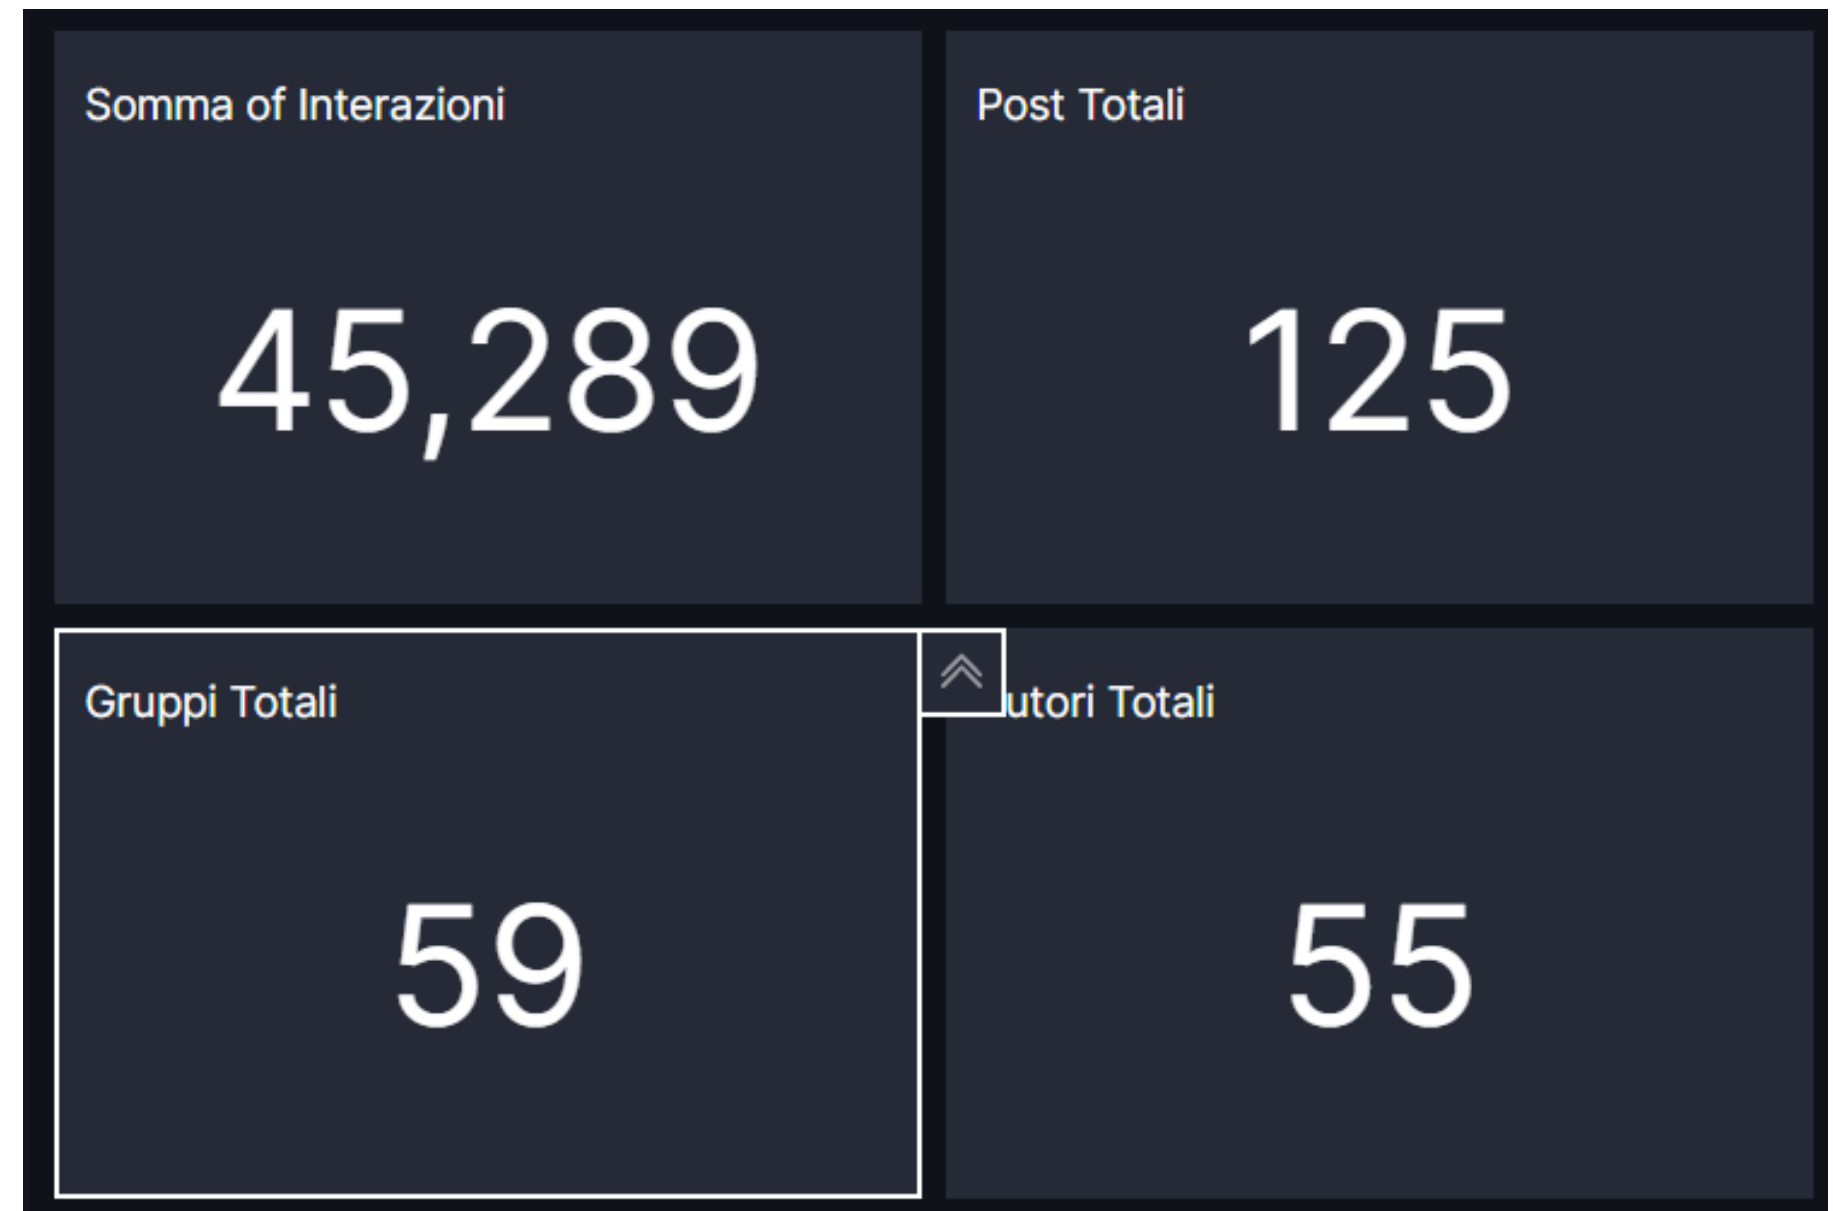 Somma of Interazioni
45,289
Post Totali
125
Gruppi Totali
59
utori Totali
55